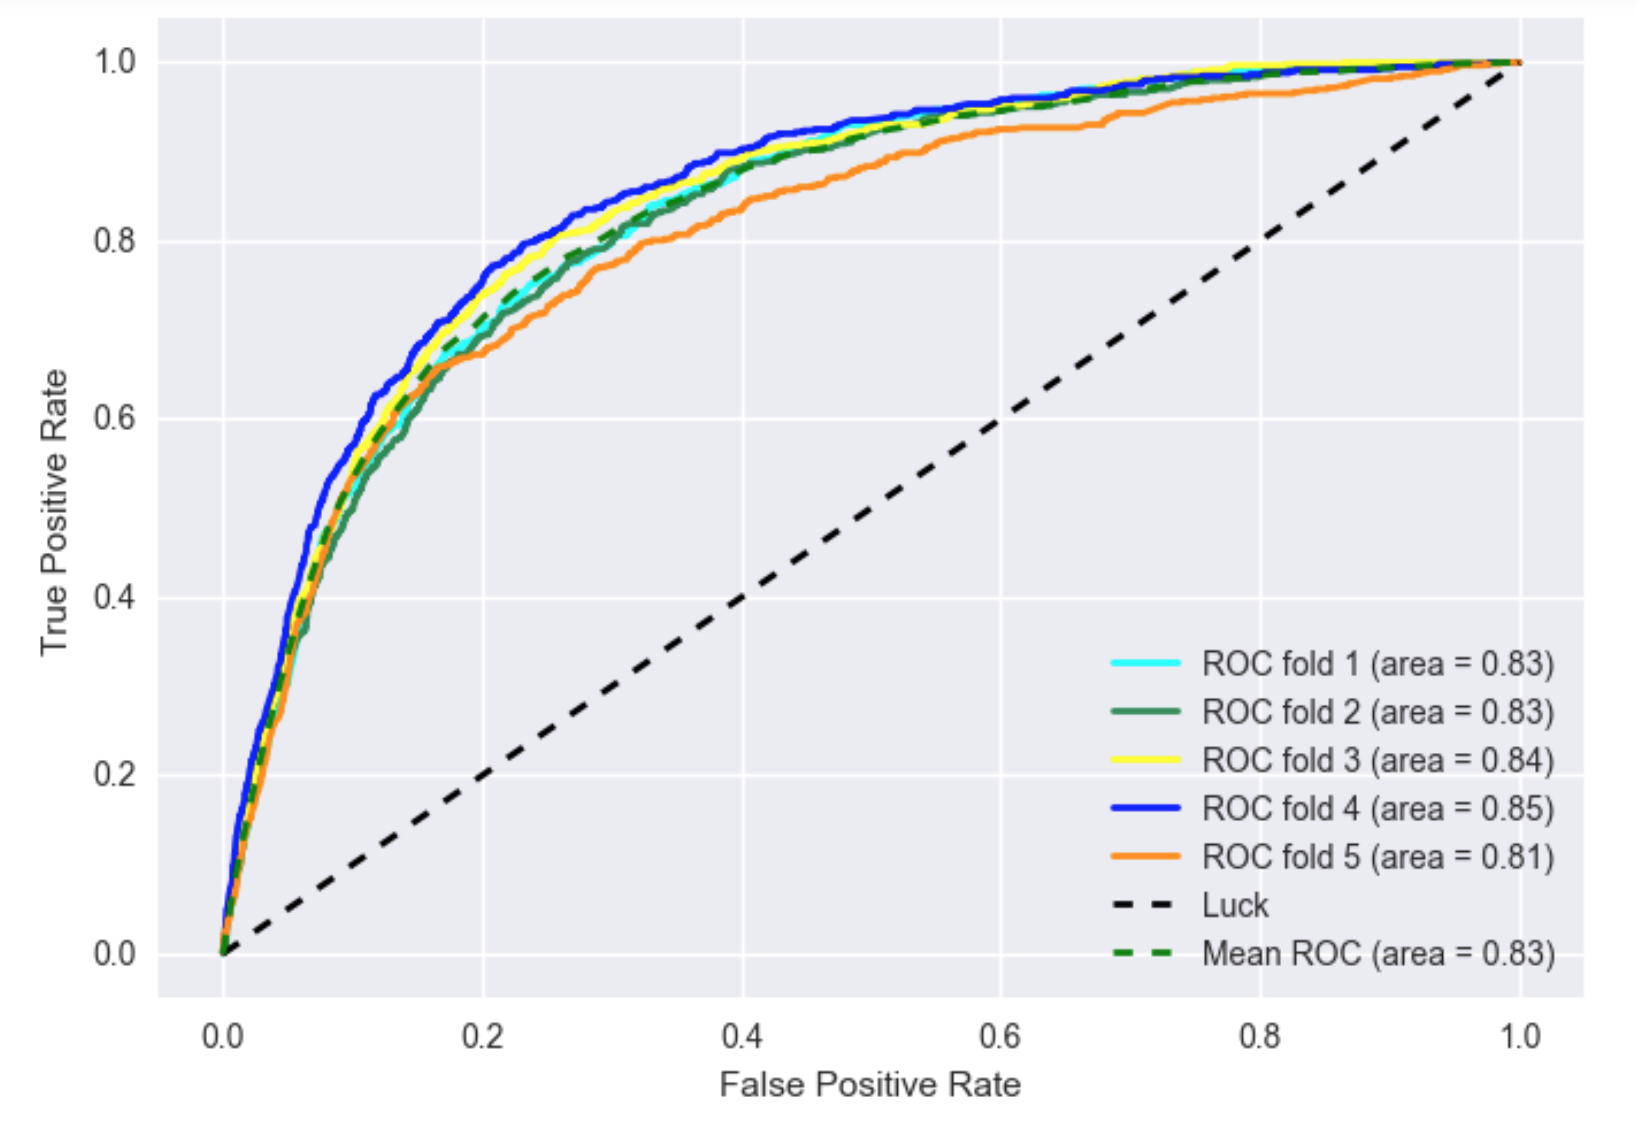 1.0
0.8
0.6
0.4
0.2
0.0
True Positive Rate
ROC fold 1 (area = 0.83)
ROC fold 2 (area = 0.83)
ROC fold 3 (area = 0.84)
ROC fold 4 (area = 0.85)
ROC fold 5 (area = 0.81)
Luck
Mean ROC (area = 0.83)
0.0 0.2 0.4 0.6 0.8 1.0
False Positive Rate